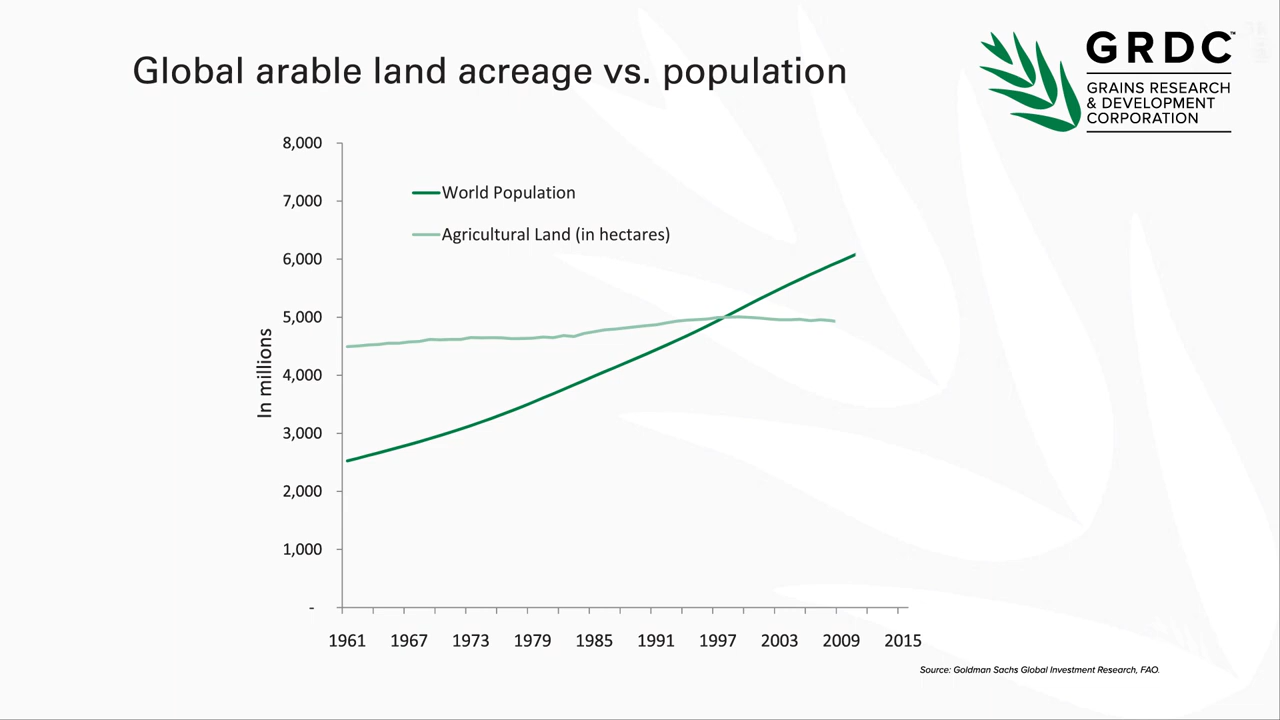 Global arable land acreage vs. population
GRDC™
GRAINS RESEARCH
& DEVELOPMENT
CORPORATION
8,000
7,000
6,000
5,000
4,000
3,000
2,000
1,000
-
In millions
World Population
Agricultural Land (in hectares)
1961 1967 1973 1979 1985 1991 1997 2003 2009 2015
Source: Goldman Sachs Global Investment Research, FAO.